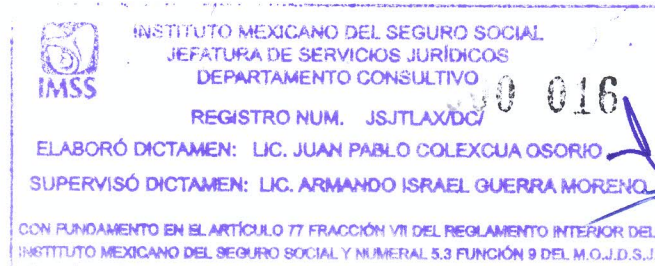 INSTITUTO MEXICANO DEL SEGURO SOCIAL
JEFATURA DE SERVICIOS JURÍDICOS
DEPARTAMENTO CONSULTIVO
IMSS
REGISTRO NUM. JSJTLAX/DC/ 016
ELABORÓ DICTAMEN: LIC. JUAN PABLO COLEXCUA OSORIO
SUPERVISÓ DICTAMEN: LIC. ARMANDO ISRAEL GUERRA MORENO
CON FUNDAMENTO EN EL ARTÍCULO 77 FRACCIÓN VII DEL REGLAMENTO INTERIOR DEL
INSTITUTO MEXICANO DEL SEGURO SOCIAL Y NUMERAL 5.3 FUNCIÓN 9 DEL M.O.J.D.S.J.